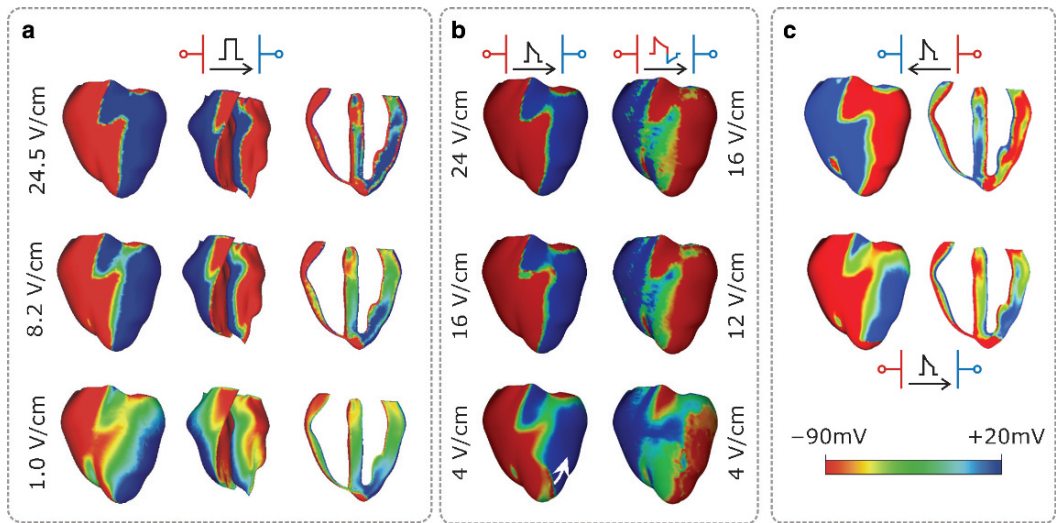 a
24.5 V/cm
8.2 V/cm
1.0 V/cm
b
24 V/cm
16 V/cm
16 V/cm
12 V/cm
4 V/cm
4 V/cm
c
−90mV
+20mV